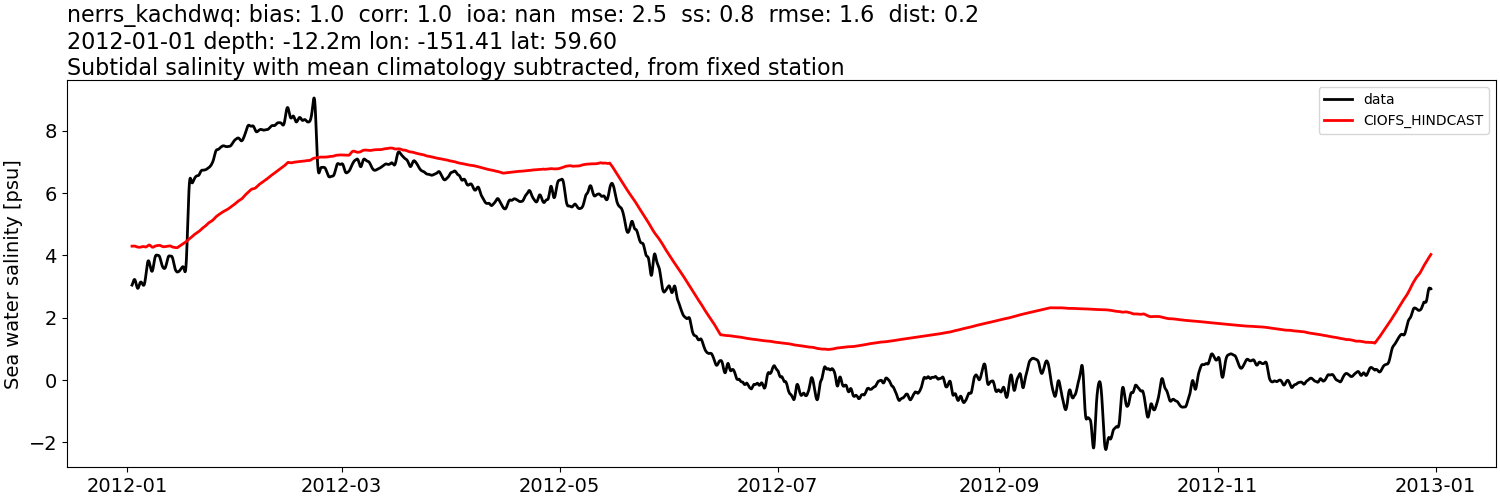 nerrs_kachdwq: bias: 1.0  corr: 1.0  ioa: nan  mse: 2.5  ss: 0.8  rmse: 1.6  dist: 0.2
2012-01-01 depth: -12.2m lon: -151.41 lat: 59.60
Subtidal salinity with mean climatology subtracted, from fixed station
data
CIOFS_HINDCAST
Sea water salinity [psu]
8
6
4
2
0
−2
2012-01
2012-03
2012-05
2012-07
2012-09
2012-11
2013-01